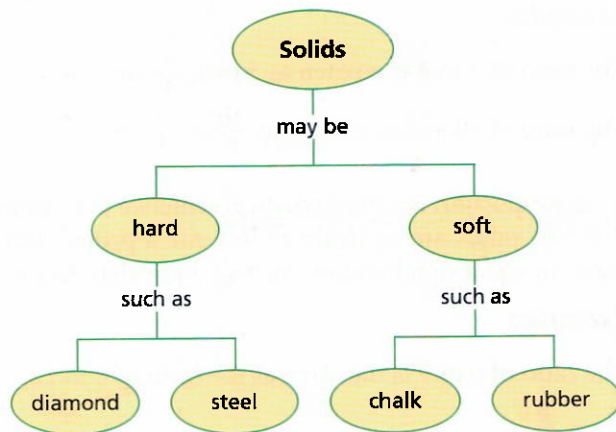 Solids
may be
hard soft
such as such as
diamond steel chalk rubber